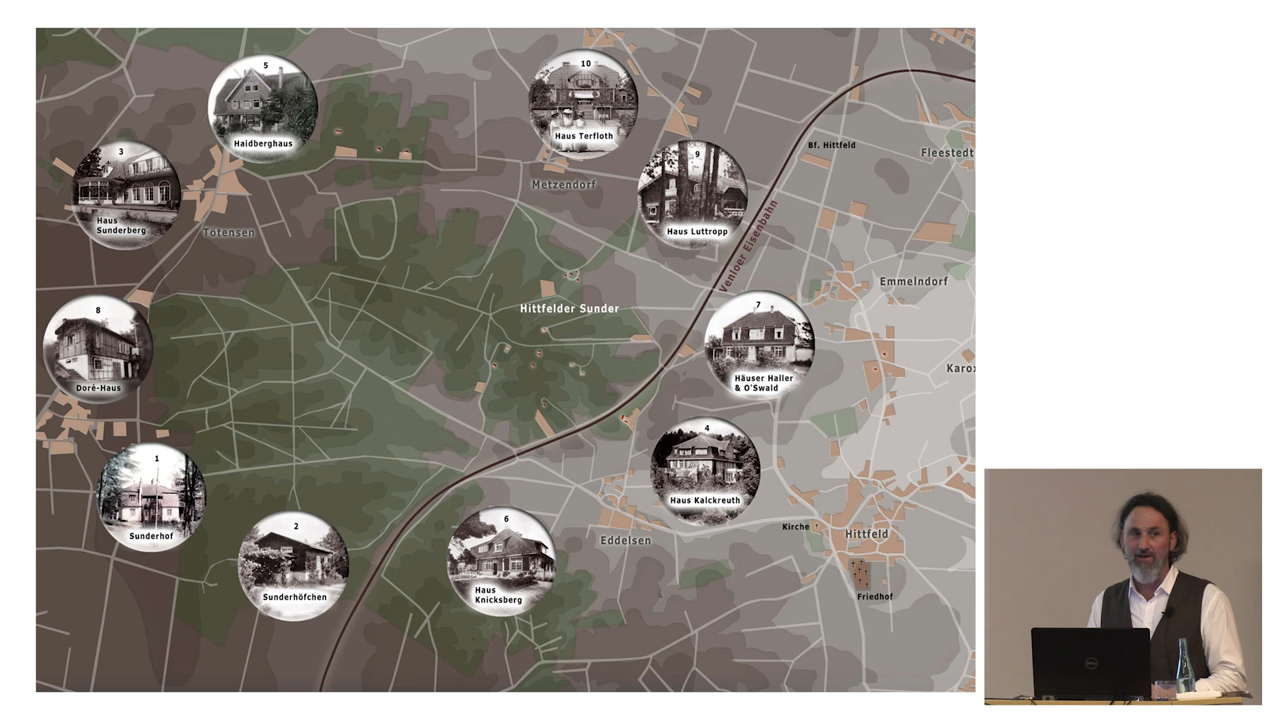 5
Haidberghaus
10
Haus Terfloth
3
Haus
Sunderberg
9
Haus Luttropp
Bf. Hittfeld
Fleestedt
Metzendorf
Tötensen
Venloer Eisenbahn
Emmelndorf
8
Doré-Haus
Hittfelder Sunder
7
Häuser Haller
& O'Swald
Karox
4
Haus Kalckreuth
1
Sunderhof
2
Sunderhöfchen
6
Haus
Knicksberg
Eddelsen
Kirche
Hittfeld
Friedhof
DELL